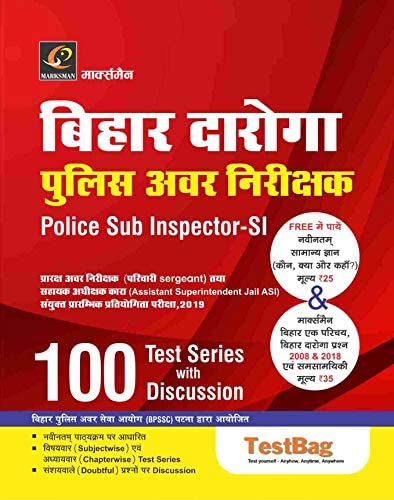 MARKSMAN
मार्क्समैन
बिहार दारोगा
पुलिस अवर निरीक्षक
Police Sub Inspector-SI
प्रारक्ष अवर निरीक्षक (परिचारी sergeant) तथा
सहायक अधीक्षक कारा (Assistant Superintendent Jail ASI)
संयुक्त प्रारम्भिक प्रतियोगिता परीक्षा,2019
FREE में पायें
नवीनतम्
सामान्य ज्ञान
(कौन, क्या और कहाँ?)
मूल्य ₹25
&
मार्क्समैन
बिहार एक परिचय,
बिहार दारोगा प्रश्न
2008 & 2018
एवं समसामयिकी
मूल्य ₹35
100
Test Series
with
Discussion
बिहार पुलिस अवर सेवा आयोग (BPSSC) पटना द्वारा आयोजित
• नवीनतम् पाठ्यक्रम पर आधारित
• विषयवार (Subjectwise) एवं
अध्यायवार (Chapterwise) Test Series
• संशयवाले (Doubtful) प्रश्नों पर Discussion
TestBag
Test yourself - Anyhow, Anytime, Anywhere